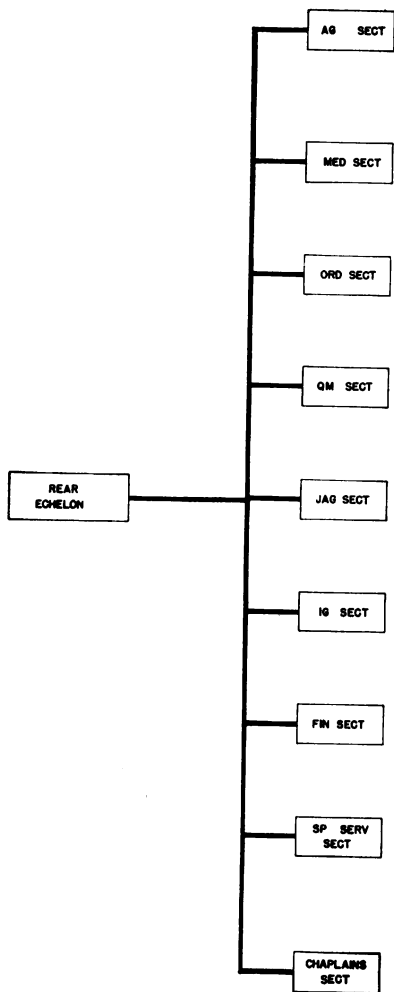 AG SECT
MED SECT
ORD SECT
QM SECT
REAR
ECHELON
JAG SECT
IG SECT
FIN SECT
SP SERV
SECT
CHAPLAINS
SECT